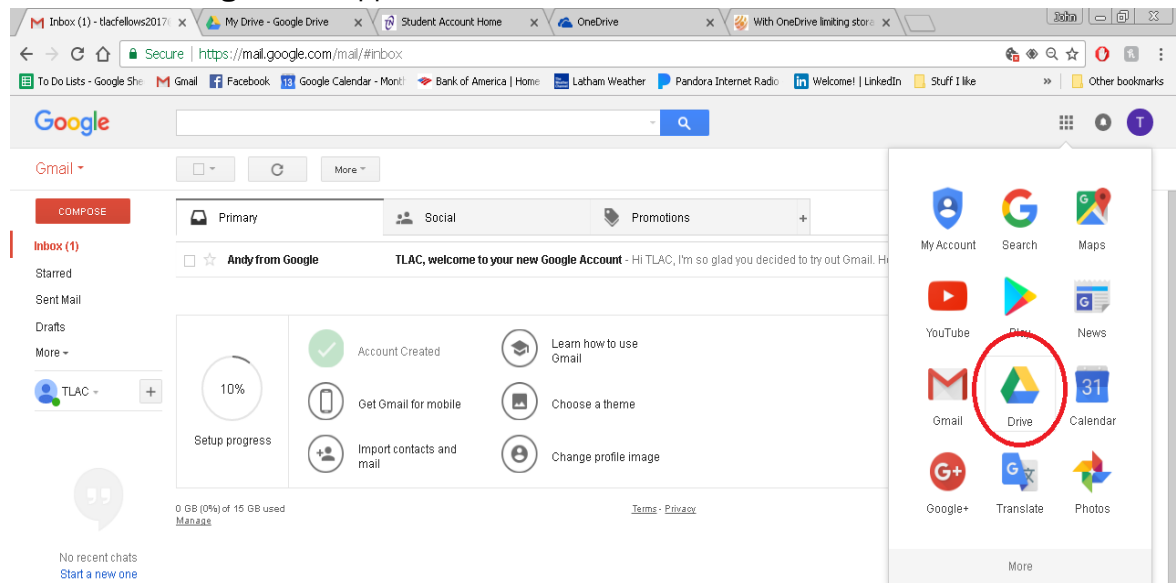 Inbox (1) - tlacfellows2017 My Drive - Google Drive Student Account Home OneDrive With OneDrive limiting stora John
Secure | https://mail.google.com/mail/#inbox
To Do Lists - Google She Gmail Facebook 13 Google Calendar - Month Bank of America | Home Latham Weather Pandora Internet Radio in Welcome! | LinkedIn Stuff I like » Other bookmarks
Google T
Gmail More
COMPOSE Primary Social Promotions +
Inbox (1)
Andy from Google TLAC, welcome to your new Google Account - Hi TLAC, I'm so glad you decided to try out Gmail. He
Starred
Sent Mail
Drafts
More
TLAC +
10%
Setup progress
Account Created
Learn how to use
Gmail
Get Gmail for mobile
Choose a theme
Import contacts and
mail
Change profile image
0 GB (0%) of 15 GB used
Manage
Terms - Privacy
No recent chats
Start a new one
My Account Search Maps
YouTube Play News
31
Gmail Drive Calendar
G+ G
Google+ Translate Photos
More